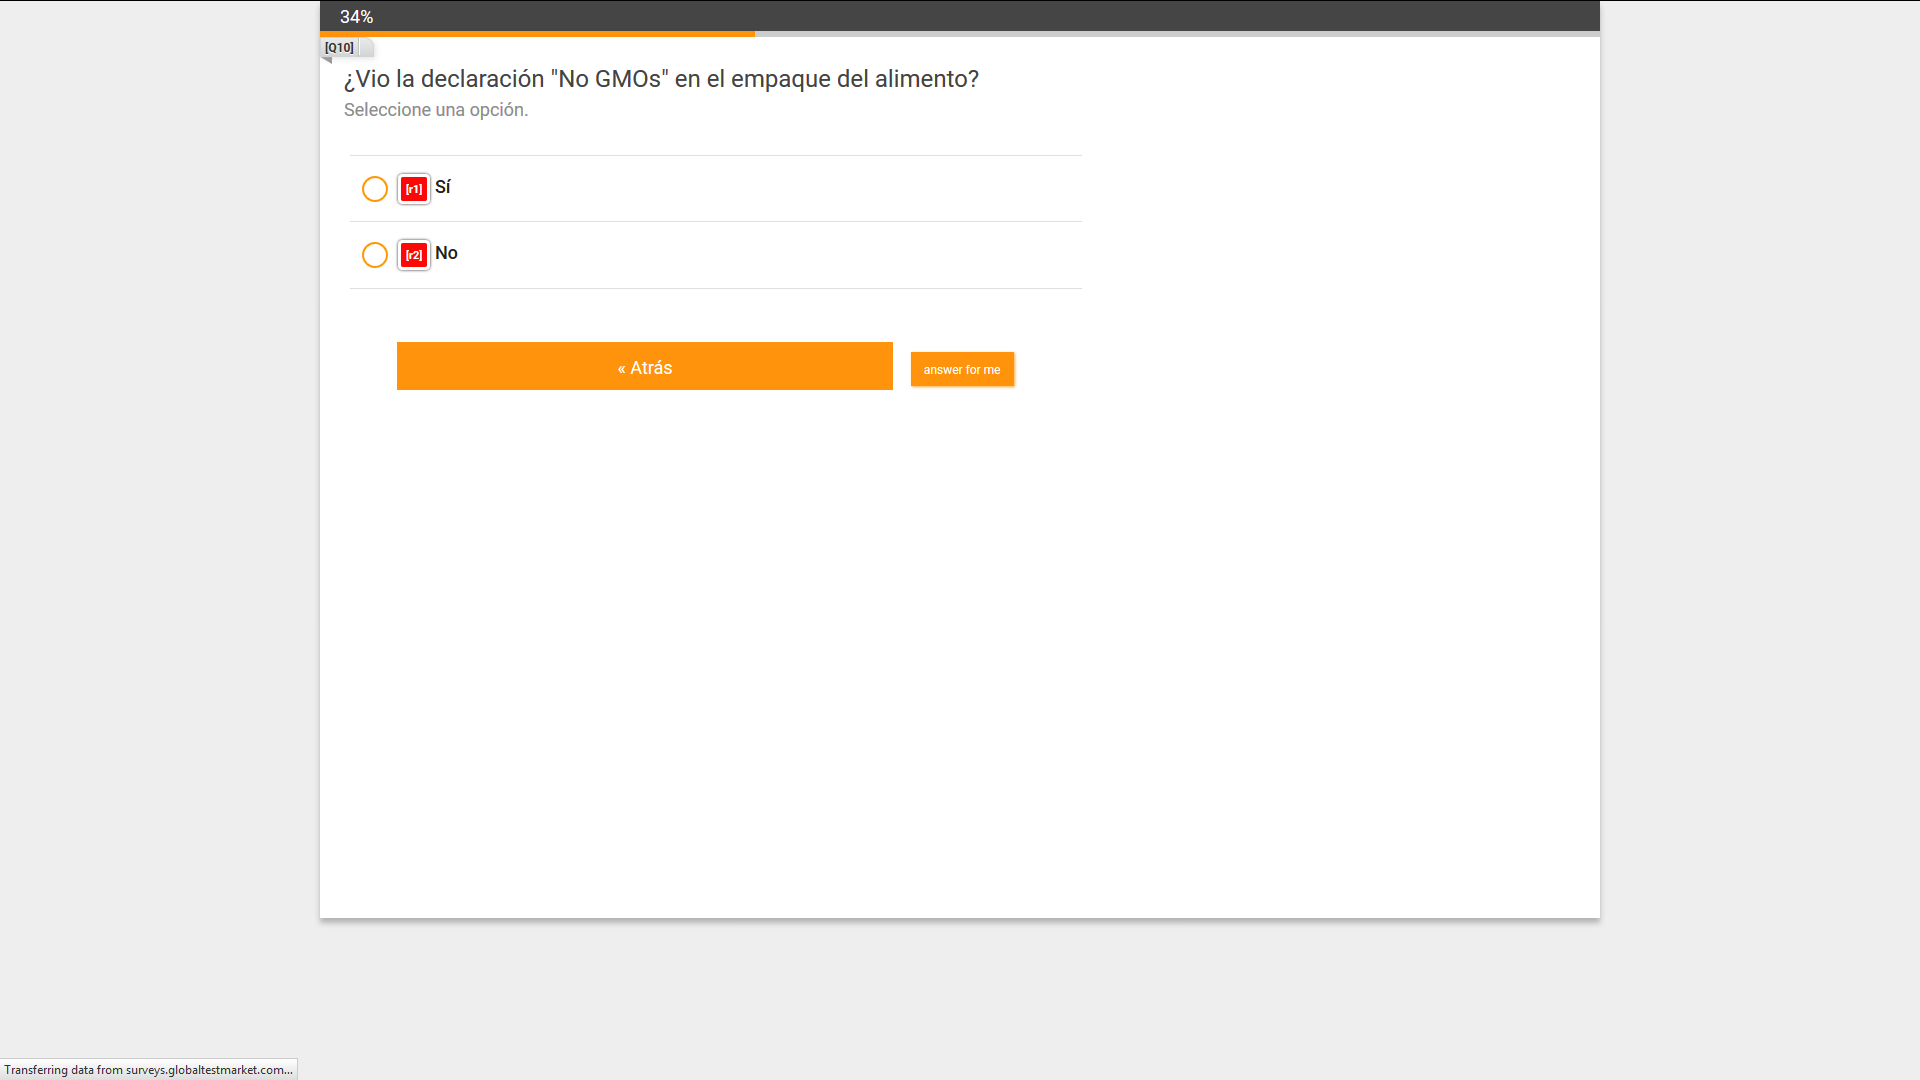 34%
[Q10]
¿Vio la declaración "No GMOs" en el empaque del alimento?
Seleccione una opción.
[r1] Sí
[r2] No
« Atrás
answer for me
Transferring data from surveys.globaltestmarket.com...